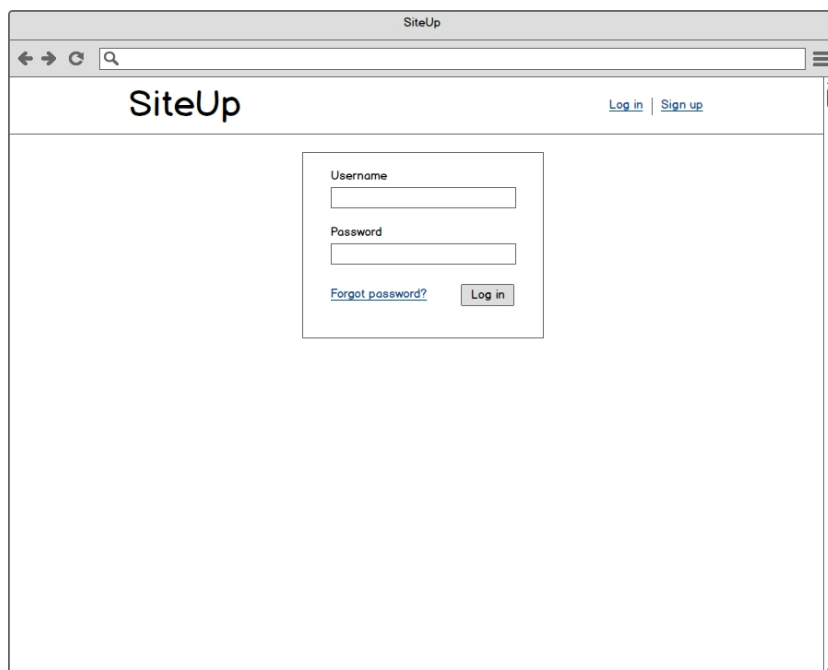 SiteUp
SiteUp
Log in | Sign up
Username
Password
Forgot password? Log in